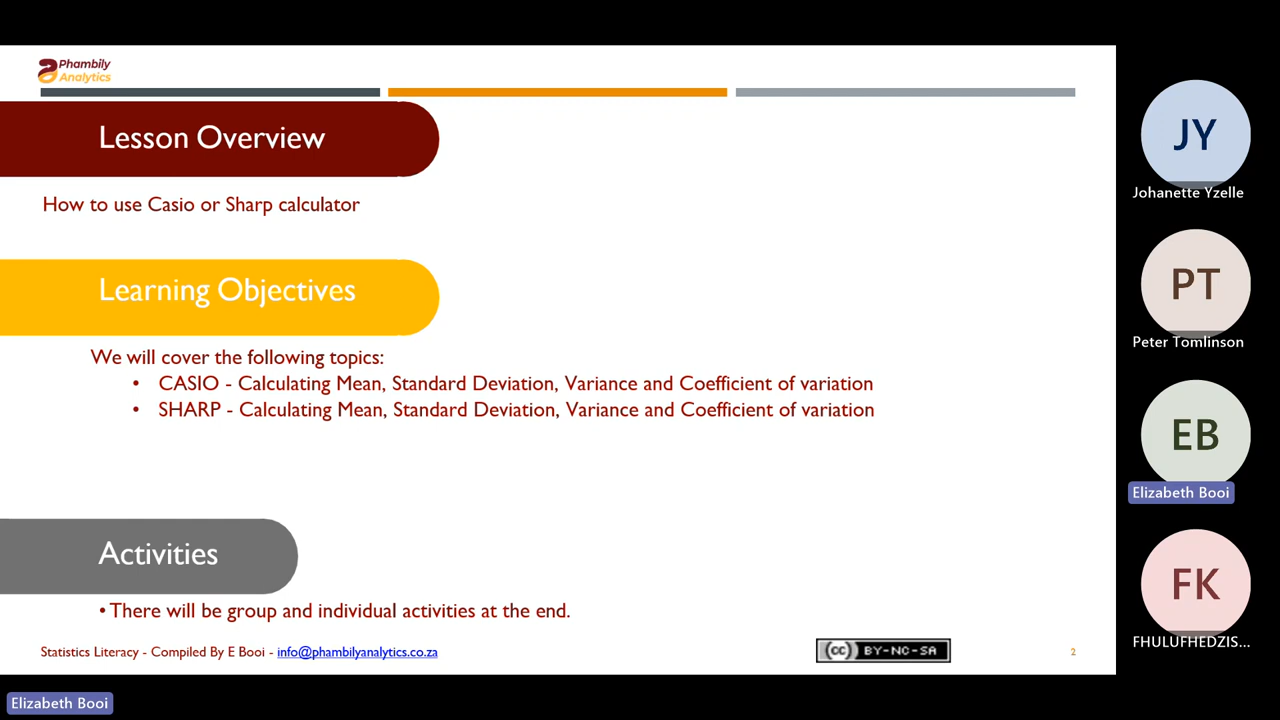 Phambily
Analytics
Lesson Overview
How to use Casio or Sharp calculator
Learning Objectives
We will cover the following topics:
• CASIO - Calculating Mean, Standard Deviation, Variance and Coefficient of variation
• SHARP - Calculating Mean, Standard Deviation, Variance and Coefficient of variation
Activities
• There will be group and individual activities at the end.
Statistics Literacy - Compiled By E Booi - info@phambilyanalytics.co.za
cc BY-NC-SA
2
Elizabeth Booi
JY
Johanette Yzelle
PT
Peter Tomlinson
EB
Elizabeth Booi
FK
FHULUFHEDZIS...